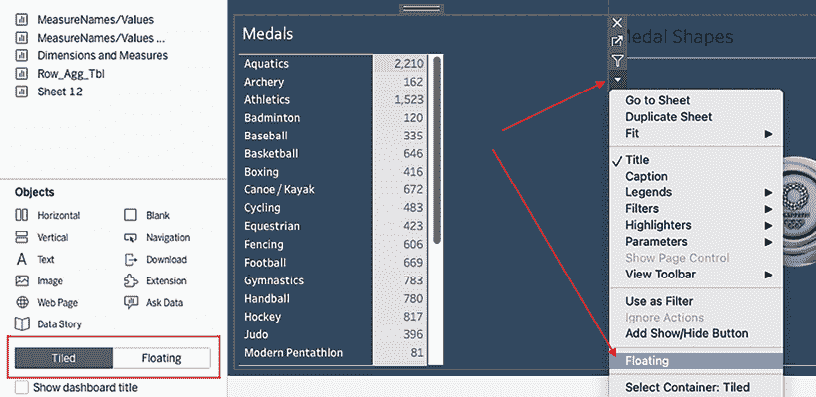 MeasureNames/Values
MeasureNames/Values ...
Dimensions and Measures
Row_Agg_Tbl
Sheet 12
Objects
Horizontal Blank
Vertical Navigation
Text Download
Image Extension
Web Page Ask Data
Data Story
Tiled Floating
Show dashboard title
Medals
Aquatics 2,210
Archery 162
Athletics 1,523
Badminton 120
Baseball 335
Basketball 646
Boxing 416
Canoe / Kayak 672
Cycling 483
Equestrian 423
Fencing 606
Football 669
Gymnastics 783
Handball 780
Hockey 817
Judo 396
Modern Pentathlon 81
Medal Shapes
Go to Sheet
Duplicate Sheet
Fit
Title
Caption
Legends
Filters
Highlighters
Parameters
Show Page Control
View Toolbar
Use as Filter
Ignore Actions
Add Show/Hide Button
Floating
Select Container: Tiled